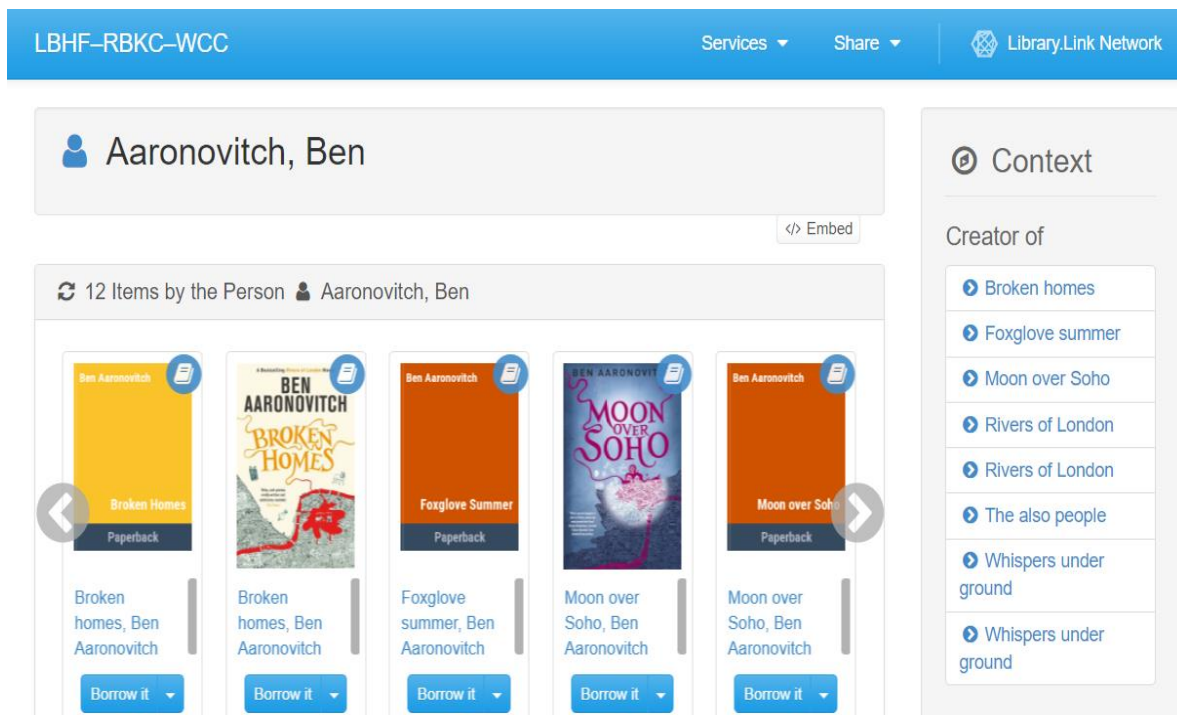 LBHF–RBKC–WCC
Services
Share
Library.Link Network
Aaronovitch, Ben
</> Embed
12 Items by the Person Aaronovitch, Ben
Ben Aaronovitch
Broken Homes
Paperback
Broken
homes, Ben
Aaronovitch
Borrow it
BEN
AARONOVITCH
BROKEN
HOMES
Broken
homes, Ben
Aaronovitch
Borrow it
Ben Aaronovitch
Foxglove Summer
Paperback
Foxglove
summer, Ben
Aaronovitch
Borrow it
MOON
OVER
SOHO
Moon over
Soho, Ben
Aaronovitch
Borrow it
Ben Aaronovitch
Moon over
Paperback
Moon over
Soho, Ben
Aaronovitch
Borrow it
Context
Creator of
Broken homes
Foxglove summer
Moon over Soho
Rivers of London
Rivers of London
The also people
Whispers under
ground
Whispers under
ground